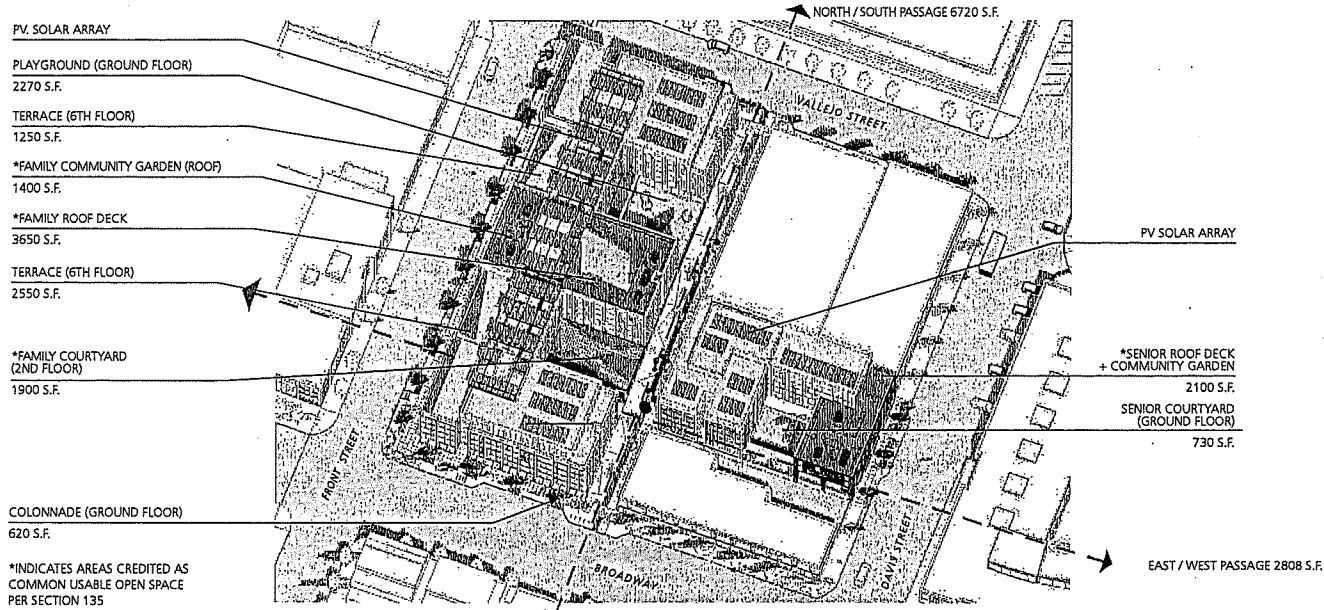 NORTH / SOUTH PASSAGE 6720 S.F.
PV. SOLAR ARRAY
PLAYGROUND (GROUND FLOOR)
2270 S.F.
TERRACE (6TH FLOOR)
1250 S.F.
*FAMILY COMMUNITY GARDEN (ROOF)
1400 S.F.
*FAMILY ROOF DECK
3650 S.F.
TERRACE (6TH FLOOR)
2550 S.F.
*FAMILY COURTYARD
(2ND FLOOR)
1900 S.F.
COLONNADE (GROUND FLOOR)
620 S.F.
*INDICATES AREAS CREDITED AS
COMMON USABLE OPEN SPACE
PER SECTION 135
VALLEJO STREET
FRONT STREET
BROADWAY
DAVIS STREET
PV SOLAR ARRAY
*SENIOR ROOF DECK
+ COMMUNITY GARDEN
2100 S.F.
SENIOR COURTYARD
(GROUND FLOOR)
730 S.F.
EAST / WEST PASSAGE 2808 S.F.